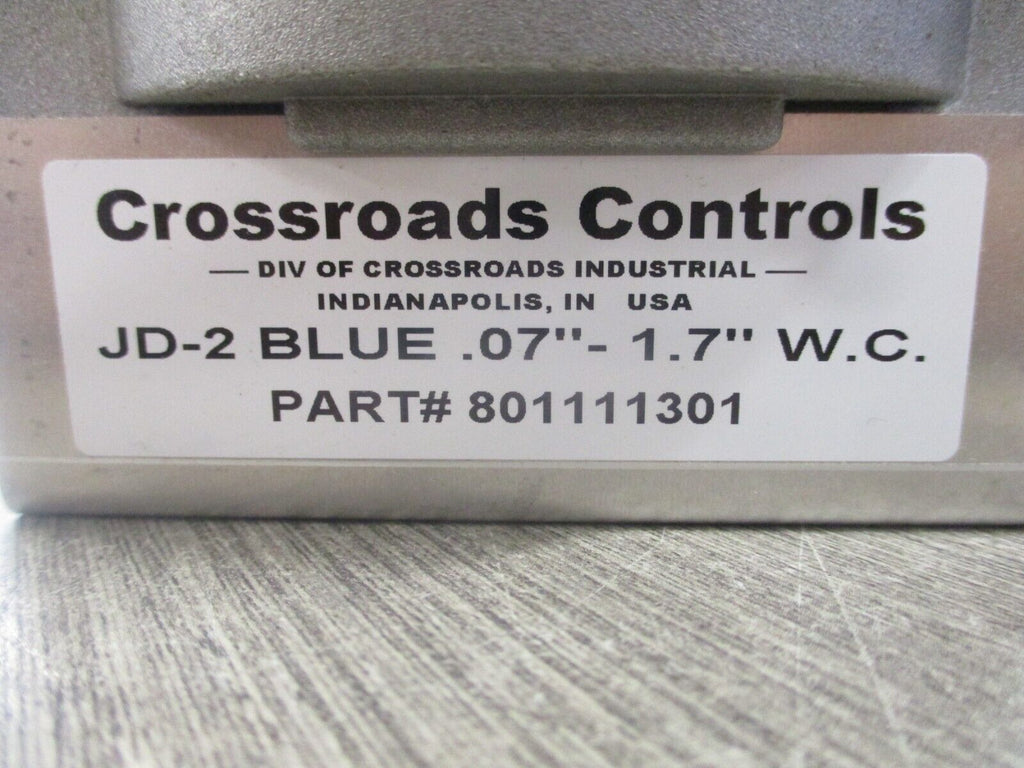 Crossroads Controls
— DIV OF CROSSROADS INDUSTRIAL —
INDIANAPOLIS, IN USA
JD-2 BLUE .07"- 1.7" W.C.
PART# 801111301